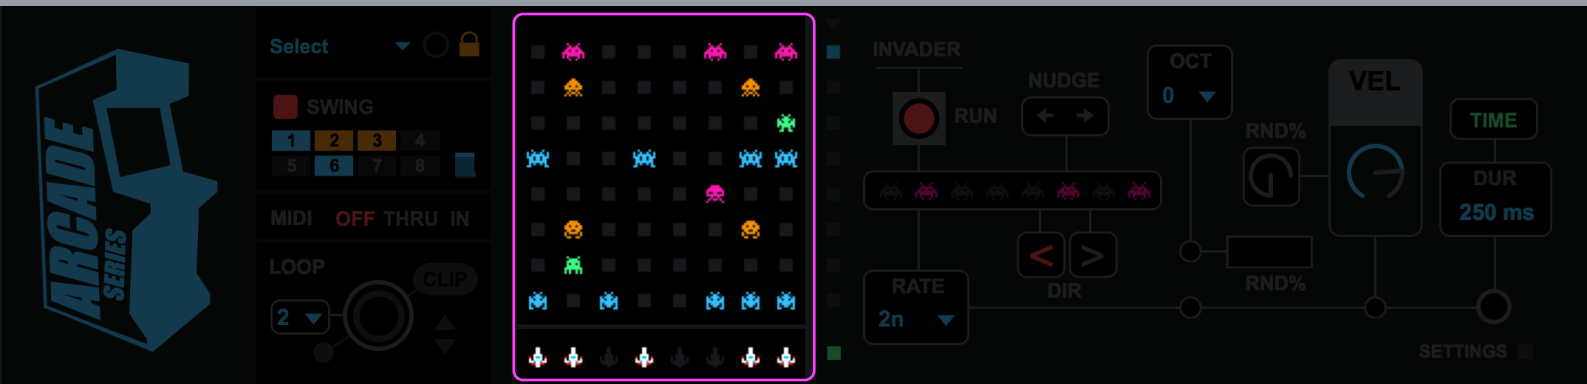 ARCADE
SERIES
Select
SWING
1 2 3 4
5 6 7 8
MIDI OFF THRU IN
LOOP
CLIP
2
INVADER
RUN
NUDGE
OCT
0
RND%
VEL
TIME
DUR
250 ms
< >
DIR
RND%
RATE
2n
SETTINGS